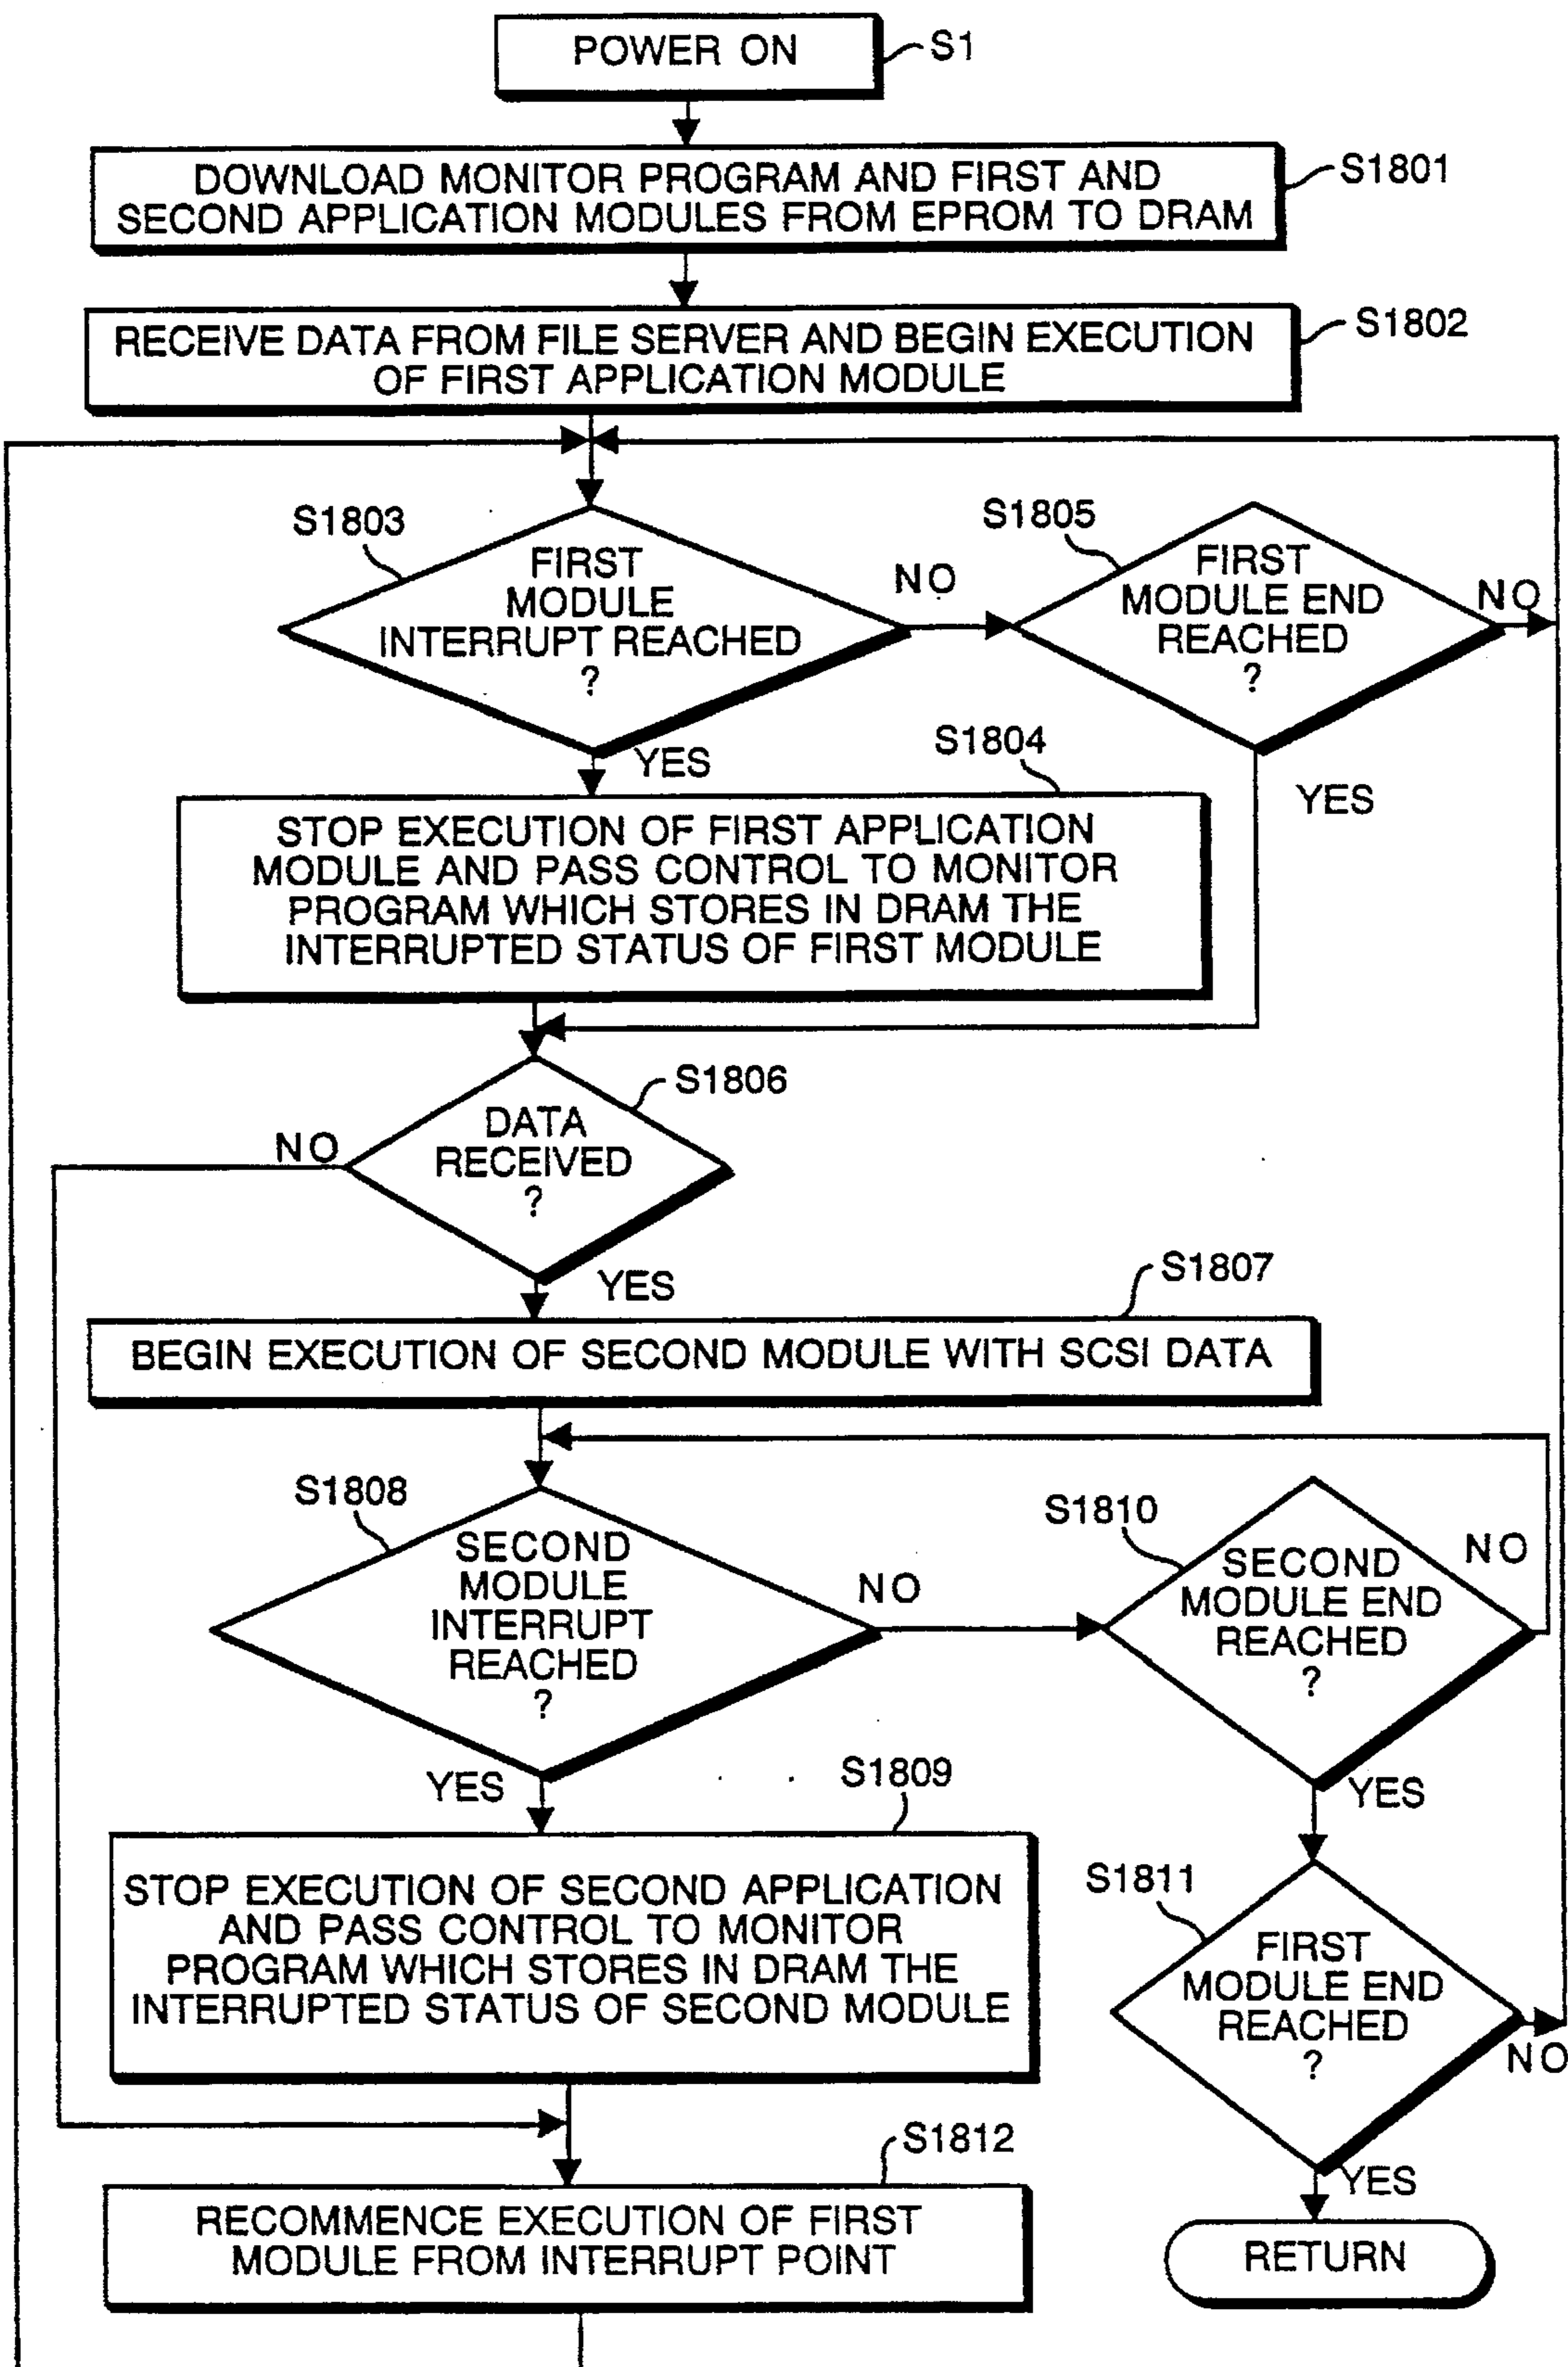 POWER ON
S1
DOWNLOAD MONITOR PROGRAM AND FIRST AND
SECOND APPLICATION MODULES FROM EPROM TO DRAM
S1801
RECEIVE DATA FROM FILE SERVER AND BEGIN EXECUTION
OF FIRST APPLICATION MODULE
S1802
S1803
FIRST
MODULE
INTERRUPT REACHED
?
NO
YES
S1805
FIRST
MODULE END
REACHED
?
NO
YES
S1804
STOP EXECUTION OF FIRST APPLICATION
MODULE AND PASS CONTROL TO MONITOR
PROGRAM WHICH STORES IN DRAM THE
INTERRUPTED STATUS OF FIRST MODULE
S1806
DATA
RECEIVED
?
NO
YES
S1807
BEGIN EXECUTION OF SECOND MODULE WITH SCSI DATA
S1808
SECOND
MODULE
INTERRUPT
REACHED
?
NO
YES
S1810
SECOND
MODULE END
REACHED
?
NO
YES
S1809
STOP EXECUTION OF SECOND APPLICATION
AND PASS CONTROL TO MONITOR
PROGRAM WHICH STORES IN DRAM THE
INTERRUPTED STATUS OF SECOND MODULE
S1811
FIRST
MODULE END
REACHED
?
NO
YES
S1812
RECOMMENCE EXECUTION OF FIRST
MODULE FROM INTERRUPT POINT
RETURN